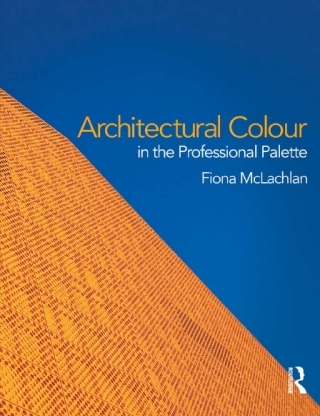 Architectural Colour
in the Professional Palette
Fiona McLachlan
R
ROUTLEDGE